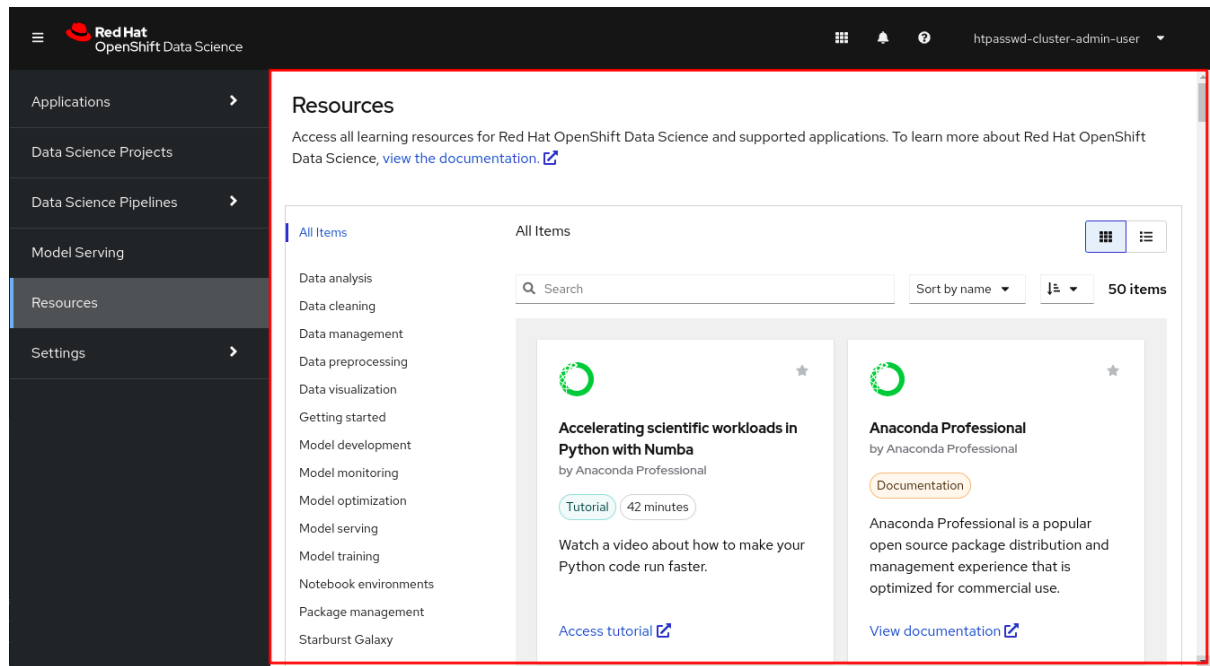 Red Hat
OpenShift Data Science
htpasswd-cluster-admin-user
Applications
Data Science Projects
Data Science Pipelines
Model Serving
Resources
Settings
Resources
Access all learning resources for Red Hat OpenShift Data Science and supported applications. To learn more about Red Hat OpenShift
Data Science, view the documentation.
All Items
Data analysis
Data cleaning
Data management
Data preprocessing
Data visualization
Getting started
Model development
Model monitoring
Model optimization
Model serving
Model training
Notebook environments
Package management
Starburst Galaxy
All Items
Search
Sort by name
50 items
Accelerating scientific workloads in
Python with Numba
by Anaconda Professional
Tutorial 42 minutes
Watch a video about how to make your
Python code run faster.
Access tutorial
Anaconda Professional
by Anaconda Professional
Documentation
Anaconda Professional is a popular
open source package distribution and
management experience that is
optimized for commercial use.
View documentation